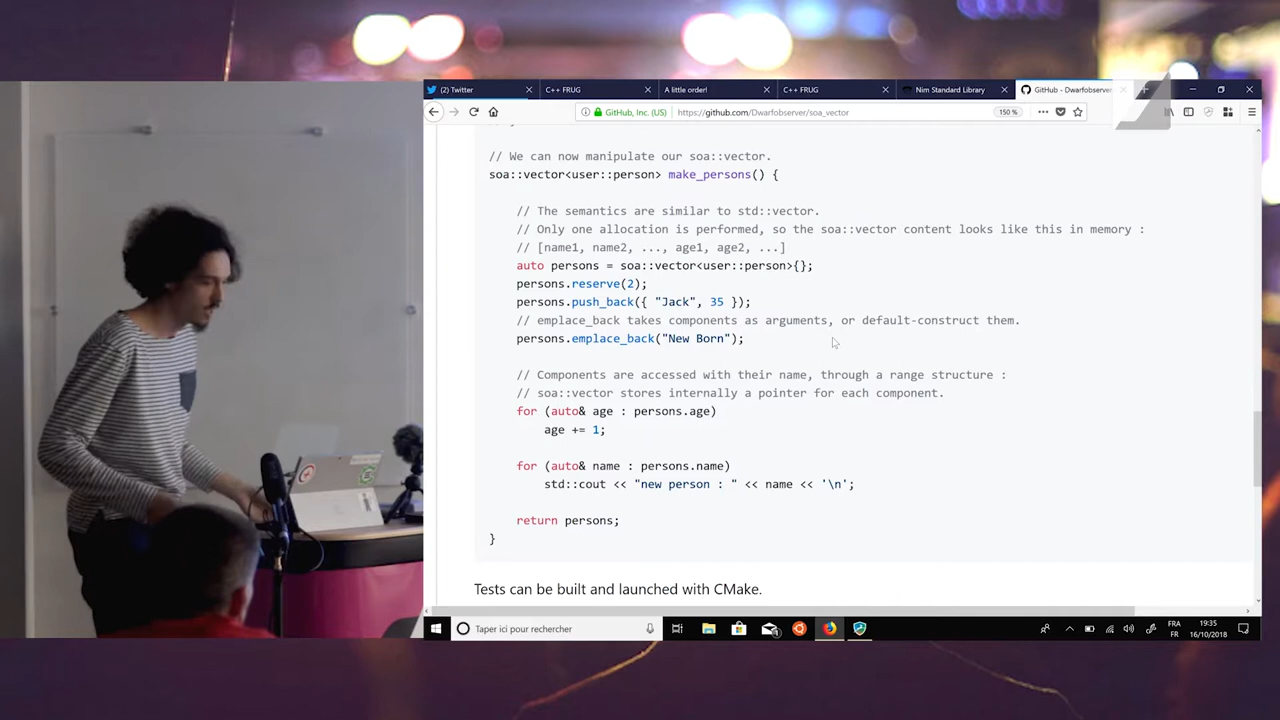 (2) Twitter
C++ FRUG
A little order!
C++ FRUG
Nim Standard Library
GitHub - Dwarfobserver
GitHub, Inc. (US)
https://github.com/Dwarfobserver/soa_vector
150 %
// We can now manipulate our soa::vector.
soa::vector<user::person> make_persons() {
// The semantics are similar to std::vector.
// Only one allocation is performed, so the soa::vector content looks like this in memory :
// [name1, name2, ..., age1, age2, ...]
auto persons = soa::vector<user::person>{};
persons.reserve(2);
persons.push_back({ "Jack", 35 });
// emplace_back takes components as arguments, or default-construct them.
persons.emplace_back("New Born");
// Components are accessed with their name, through a range structure :
// soa::vector stores internally a pointer for each component.
for (auto& age : persons.age)
age += 1;
for (auto& name : persons.name)
std::cout << "new person : " << name << '\n';
return persons;
}
Tests can be built and launched with CMake.
Taper ici pour rechercher
FRA
FR
19:35
16/10/2018